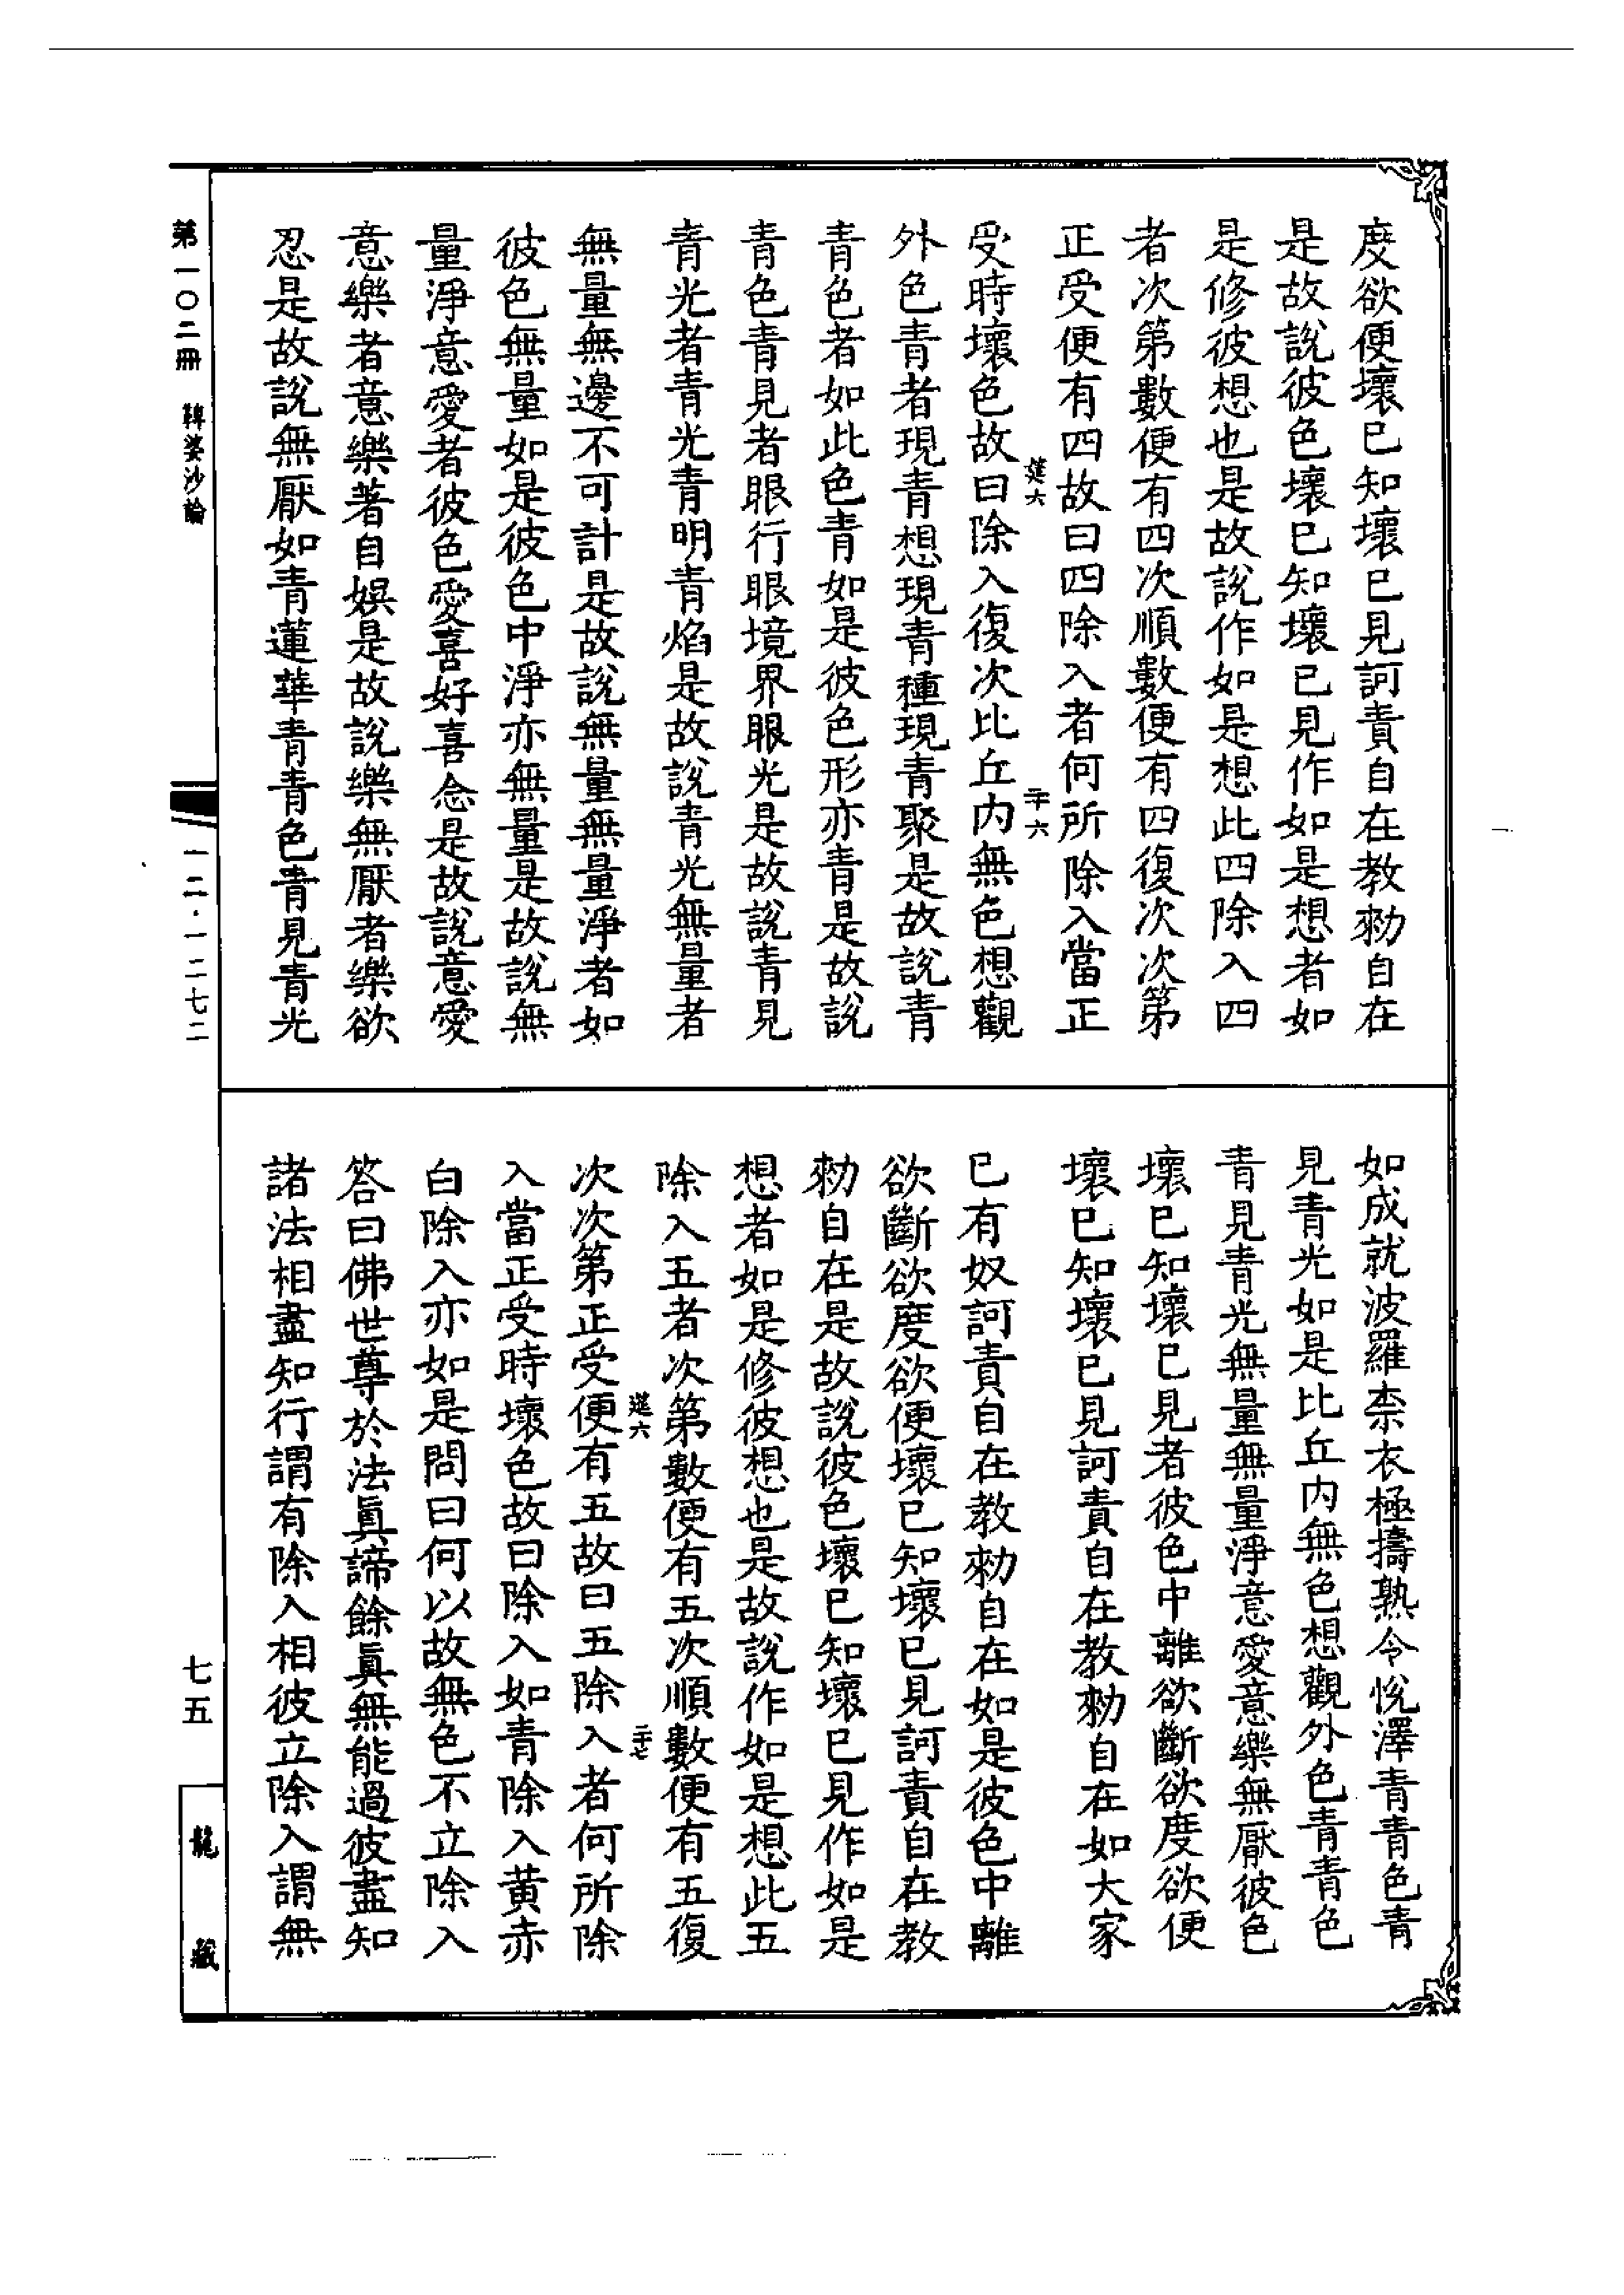 度欲便壞已知壞已見訶責自在教勑自在
是故說彼色壞已知壞已見作如是想者如
是修彼想也是故說作如是想此四除入四
者次第數便有四次順數便有四復次次第
正受便有四故曰四除入者何所除入當正
受時壞色故曰除入復次比丘内無色想觀
外色青者現青想現青種現青聚是故說青
青色者如此色青如是彼色形亦青是故說
青色青見者眼行眼境界眼光是故說青見
青光者青光青明青焰是故說青光無量者
無量無邊不可計是故說無量無量淨者如
彼色無量如是彼色中淨亦無量是故說無
量淨意愛者彼色愛喜好喜念是故說意愛
意樂者意樂著自娛是故說樂無厭者樂欲
忍是故說無厭如青蓮華青青色青見青光
如成就波羅柰衣極擣熟令悅澤青青色青
見青光如是比丘内無色想觀外色青青色
青見青光無量無量淨意愛意樂無厭彼色
壞已知壞已見者彼色中離欲斷欲度欲便
壞已知壞已見訶責自在教勑自在如大家
已有奴訶責自在教勑自在如是彼色中離
欲斷欲度欲便壞已知壞已見訶責自在教
勑自在是故說彼色壞已知壞已見作如是
想者如是修彼想也是故說作如是想此五
除入五者次第數便有五次順數便有五復
次次第正受便有五故曰五除入者何所除
入當正受時壞色故曰除入如青除入黄赤
白除入亦如是問曰何以故無色不立除入
答曰佛世尊於法眞諦餘眞無能過彼盡知
諸法相盡知行謂有除入相彼立除入謂無
第一〇二冊 鞞婆沙論
一二·一二七二
七五
龍藏
六
二十六
六
二十七